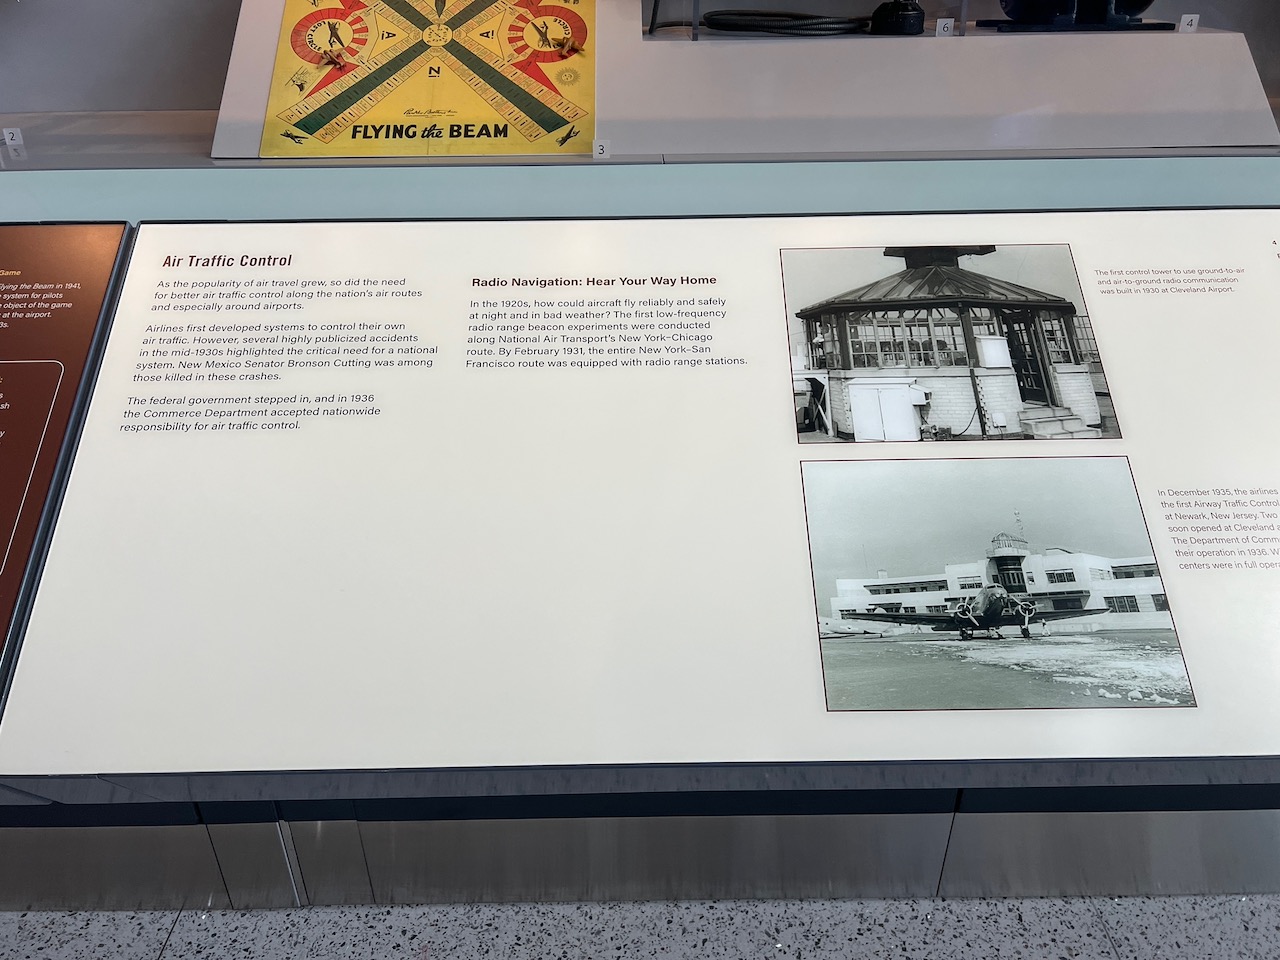 LOST
CIRCLE
A
A
N
FLYING the BEAM
2
3
6
4
Game
Flying the Beam in 1941,
system for pilots
object of the game
at the airport.
Air Traffic Control
As the popularity of air travel grew, so did the need
for better air traffic control along the nation's air routes
and especially around airports.
Airlines first developed systems to control their own
air traffic. However, several highly publicized accidents
in the mid-1930s highlighted the critical need for a national
system. New Mexico Senator Bronson Cutting was among
those killed in these crashes.
The federal government stepped in, and in 1936
the Commerce Department accepted nationwide
responsibility for air traffic control.
Radio Navigation: Hear Your Way Home
In the 1920s, how could aircraft fly reliably and safely
at night and in bad weather? The first low-frequency
radio range beacon experiments were conducted
along National Air Transport's New York–Chicago
route. By February 1931, the entire New York–San
Francisco route was equipped with radio range stations.
The first control tower to use ground-to-air
and air-to-ground radio communication
was built in 1930 at Cleveland Airport.
In December 1935, the airlines
the first Airway Traffic Control
at Newark, New Jersey. Two
soon opened at Cleveland
The Department of Comm
their operation in 1936. W
centers were in full opera
4